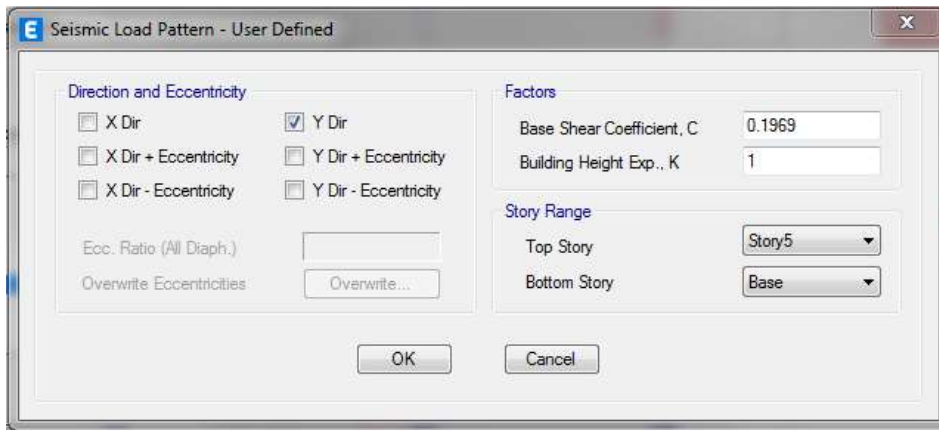 E Seismic Load Pattern - User Defined
X
Direction and Eccentricity
X Dir
Y Dir
X Dir + Eccentricity
Y Dir + Eccentricity
X Dir - Eccentricity
Y Dir - Eccentricity
Ecc. Ratio (All Diaph.)
Overwrite Eccentricities
Overwrite...
Factors
Base Shear Coefficient, C
0.1969
Building Height Exp., K
1
Story Range
Top Story
Story5
Bottom Story
Base
OK
Cancel